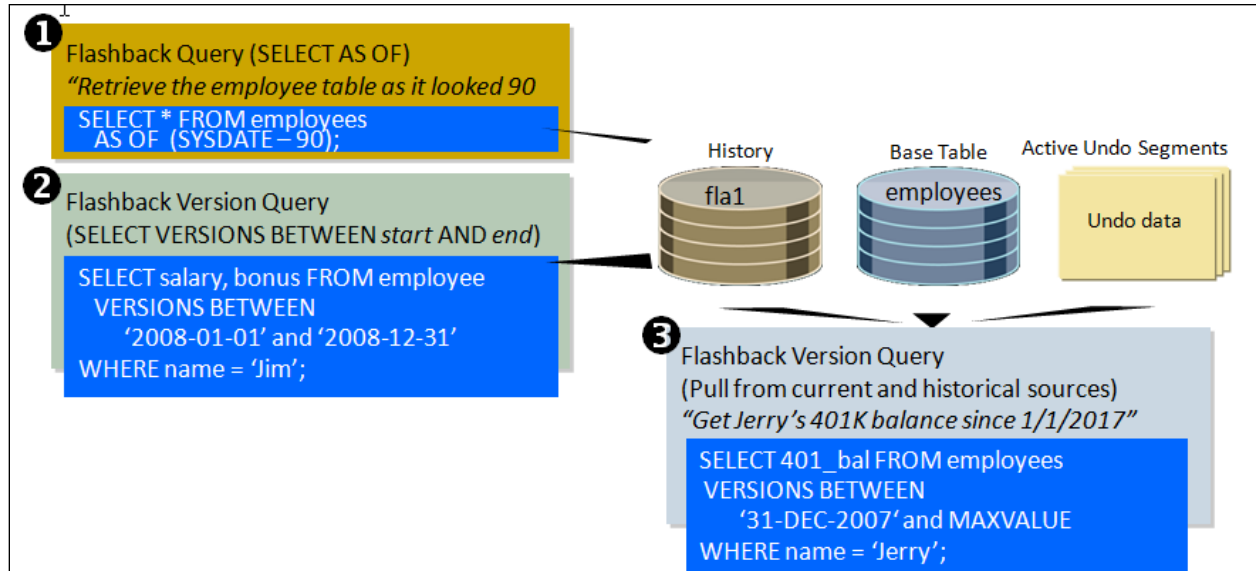 1
Flashback Query (SELECT AS OF)
“Retrieve the employee table as it looked 90
SELECT * FROM employees
AS OF (SYSDATE – 90);
2
Flashback Version Query
(SELECT VERSIONS BETWEEN start AND end)
SELECT salary, bonus FROM employee
VERSIONS BETWEEN
‘2008-01-01’ and ‘2008-12-31’
WHERE name = ‘Jim’;
History
fla1
Base Table
employees
Active Undo Segments
Undo data
3
Flashback Version Query
(Pull from current and historical sources)
“Get Jerry’s 401K balance since 1/1/2017”
SELECT 401_bal FROM employees
VERSIONS BETWEEN
‘31-DEC-2007‘ and MAXVALUE
WHERE name = ‘Jerry’;